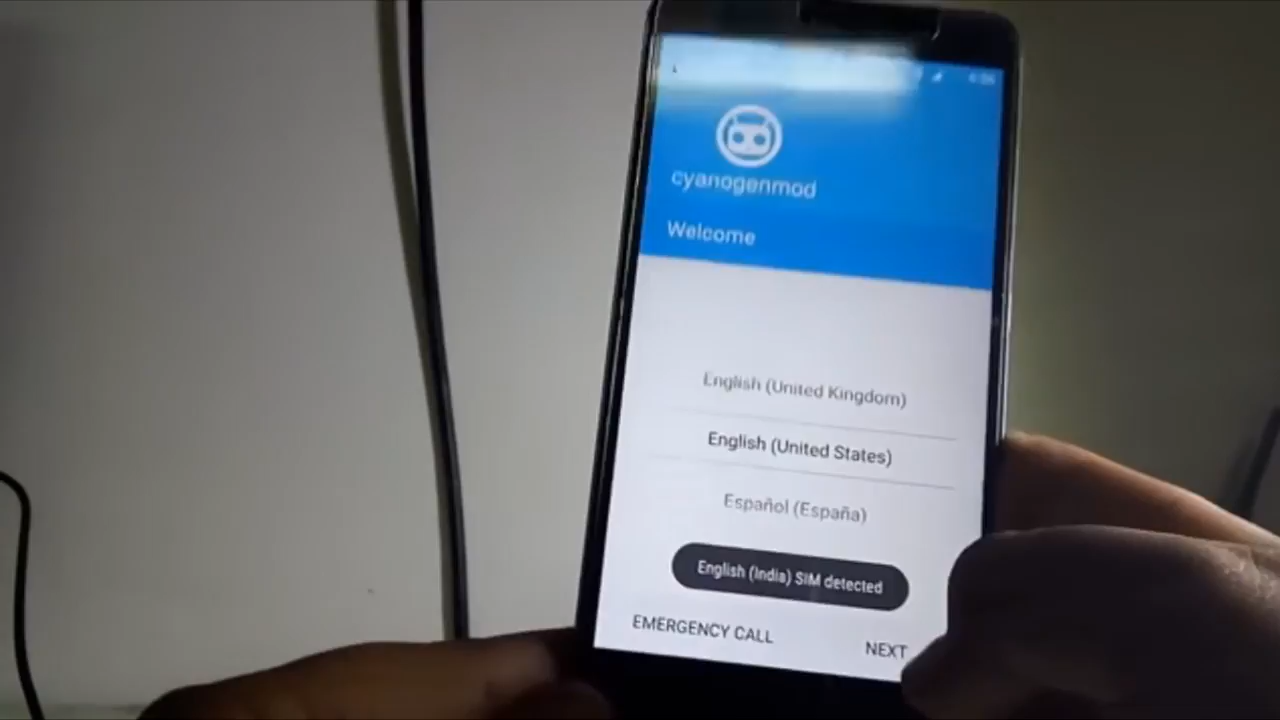 cyanogenmod
Welcome
English (United Kingdom)
English (United States)
Español (España)
English (India) SIM detected
EMERGENCY CALL
NEXT